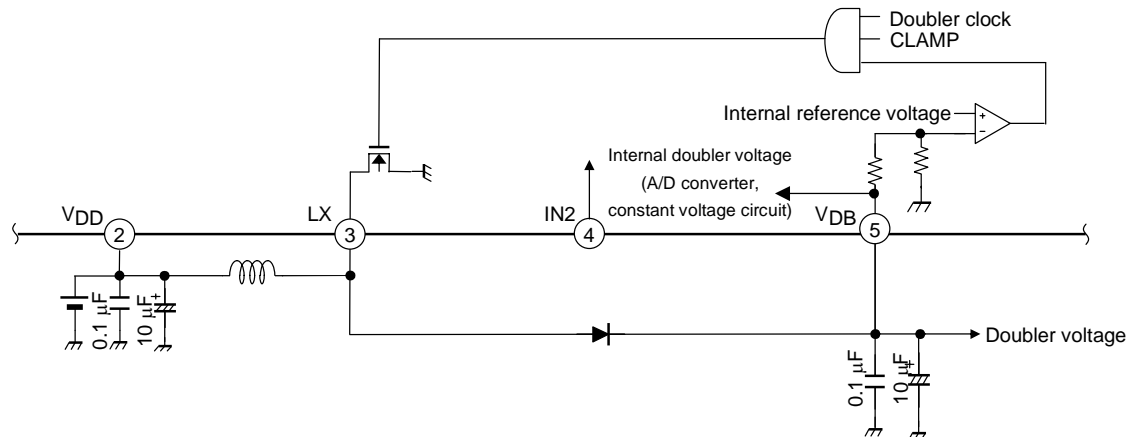 Doubler clock
CLAMP
Internal reference voltage
+
−
Internal doubler voltage
(A/D converter,
constant voltage circuit)
VDD
LX
IN2
VDB
2
3
4
5
0.1 µF
10 µF
+
Doubler voltage
0.1 µF
10 µF
+